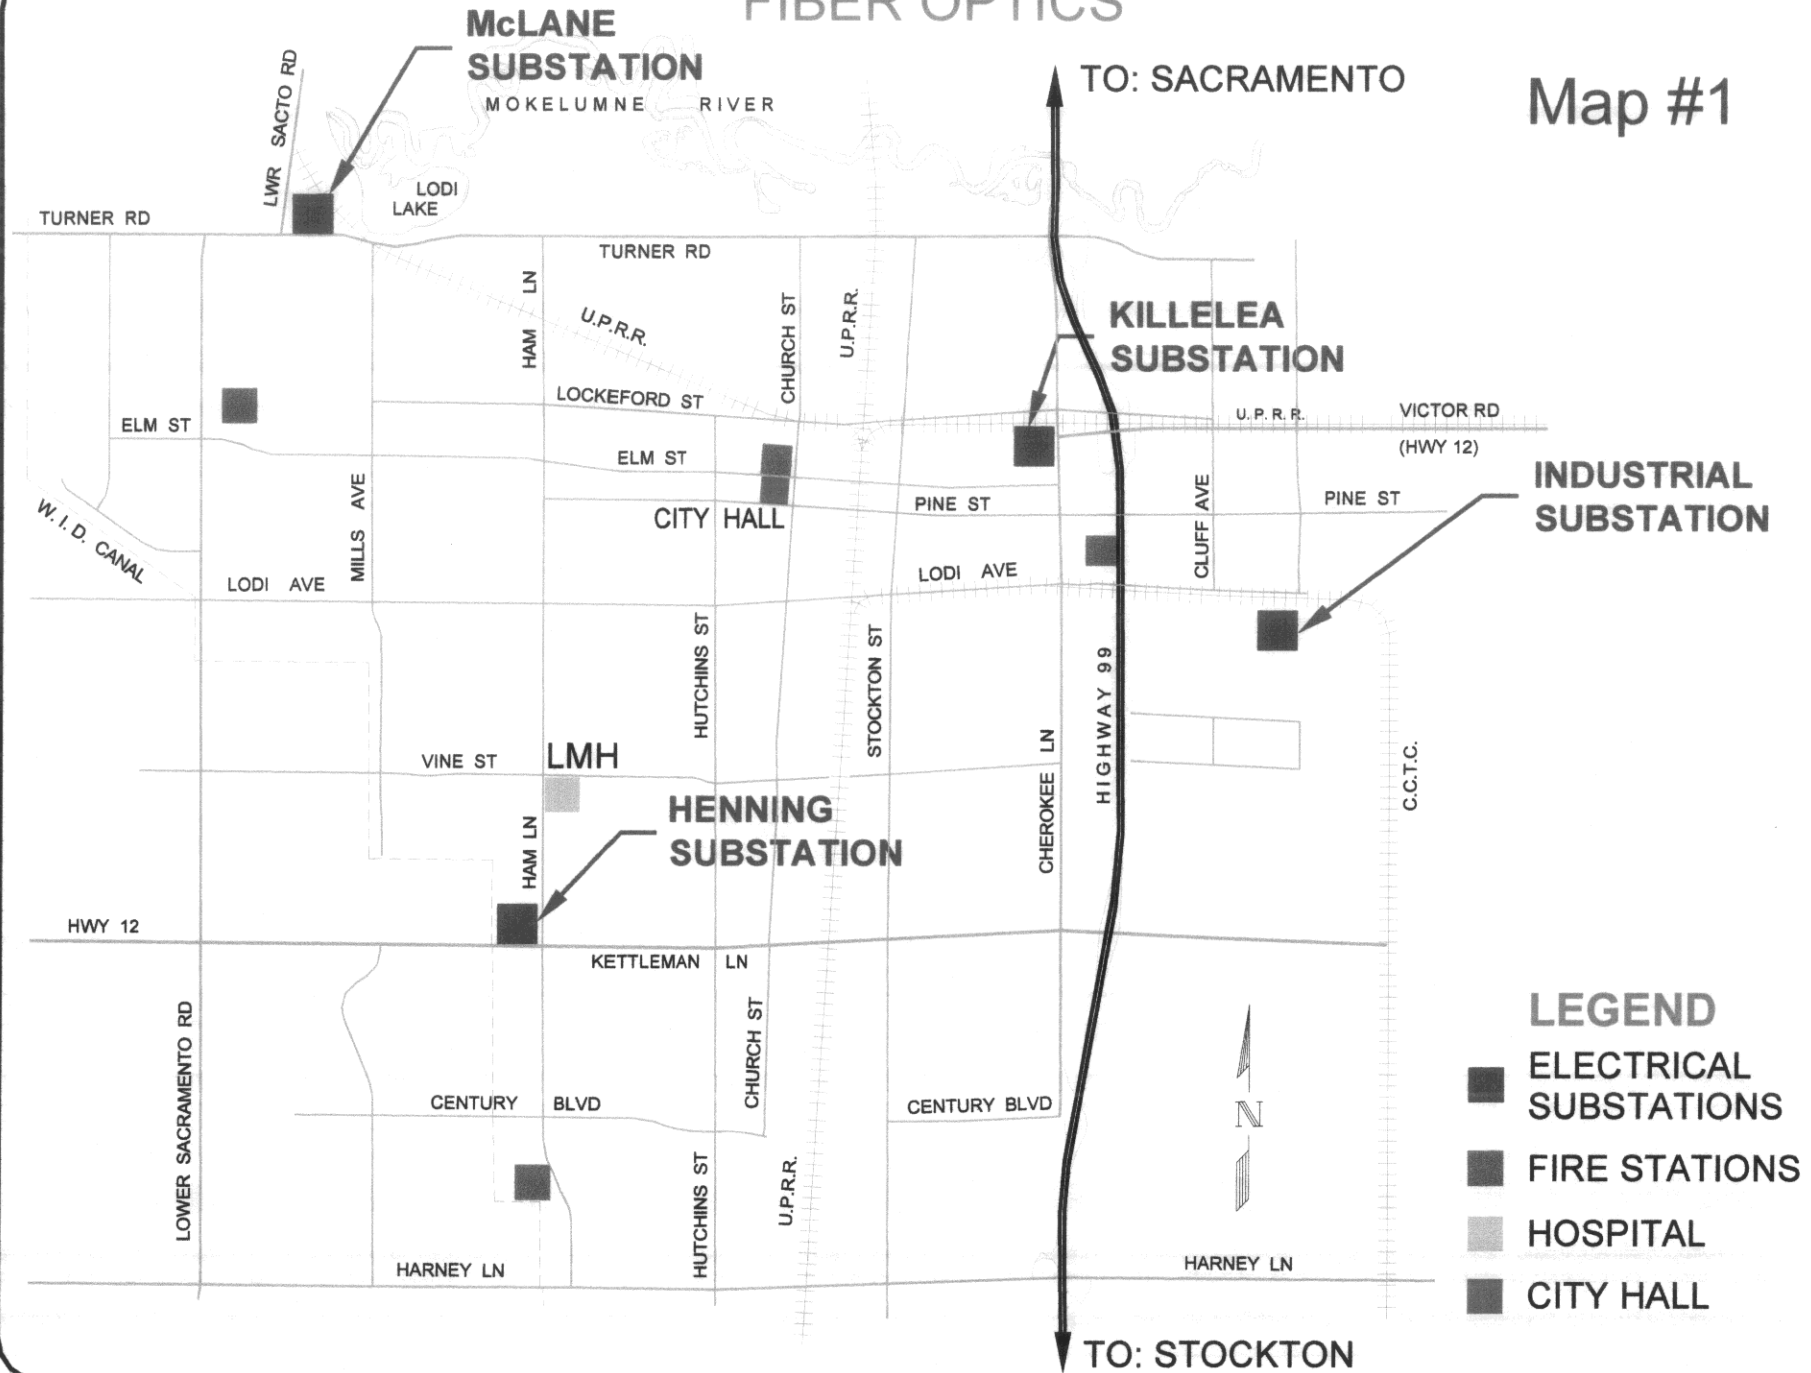 FIBER OPTICS
Map #1
McLANE
SUBSTATION
MOKELUMNE RIVER
TO: SACRAMENTO
LWR SACTO RD
LODI
LAKE
TURNER RD
TURNER RD
HAM LN
U.P.R.R.
CHURCH ST
U.P.R.R.
KILLELEA
SUBSTATION
LOCKEFORD ST
U.P.R.R.
VICTOR RD
(HWY 12)
ELM ST
ELM ST
INDUSTRIAL
SUBSTATION
MILLS AVE
PINE ST
CLUFF AVE
PINE ST
CITY HALL
W.I.D. CANAL
LODI AVE
LODI AVE
HUTCHINS ST
STOCKTON ST
HIGHWAY 99
CHEROKEE LN
C.C.T.C.
VINE ST
LMH
HENNING
SUBSTATION
HAM LN
HWY 12
KETTLEMAN LN
LOWER SACRAMENTO RD
CHURCH ST
CENTURY BLVD
CENTURY BLVD
N
HUTCHINS ST
U.P.R.R.
HARNEY LN
HARNEY LN
TO: STOCKTON
LEGEND
ELECTRICAL
SUBSTATIONS
FIRE STATIONS
HOSPITAL
CITY HALL